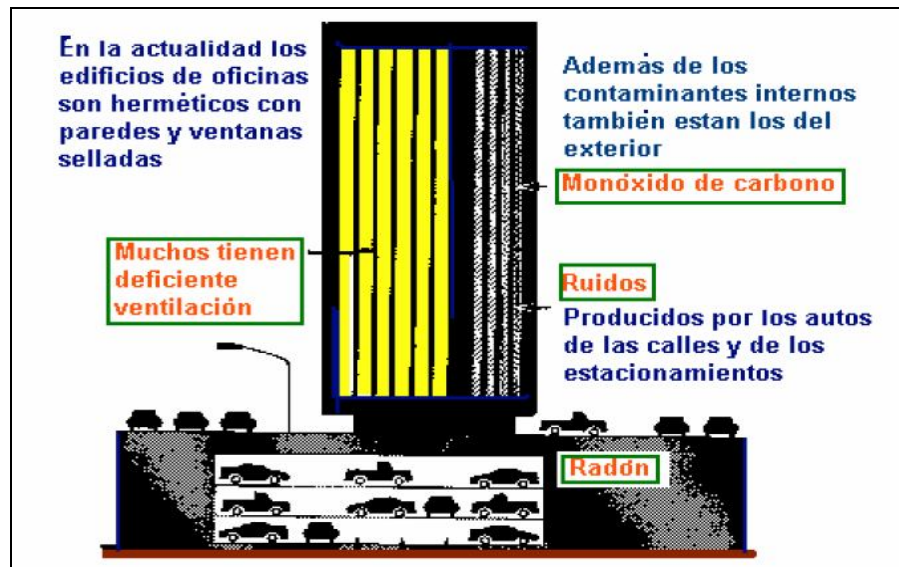 En la actualidad los
edificios de oficinas
son herméticos con
paredes y ventanas
selladas
Muchos tienen
deficiente
ventilación
Además de los
contaminantes internos
también estan los del
exterior
Monóxido de carbono
Ruidos
Producidos por los autos
de las calles y de los
estacionamientos
Radón